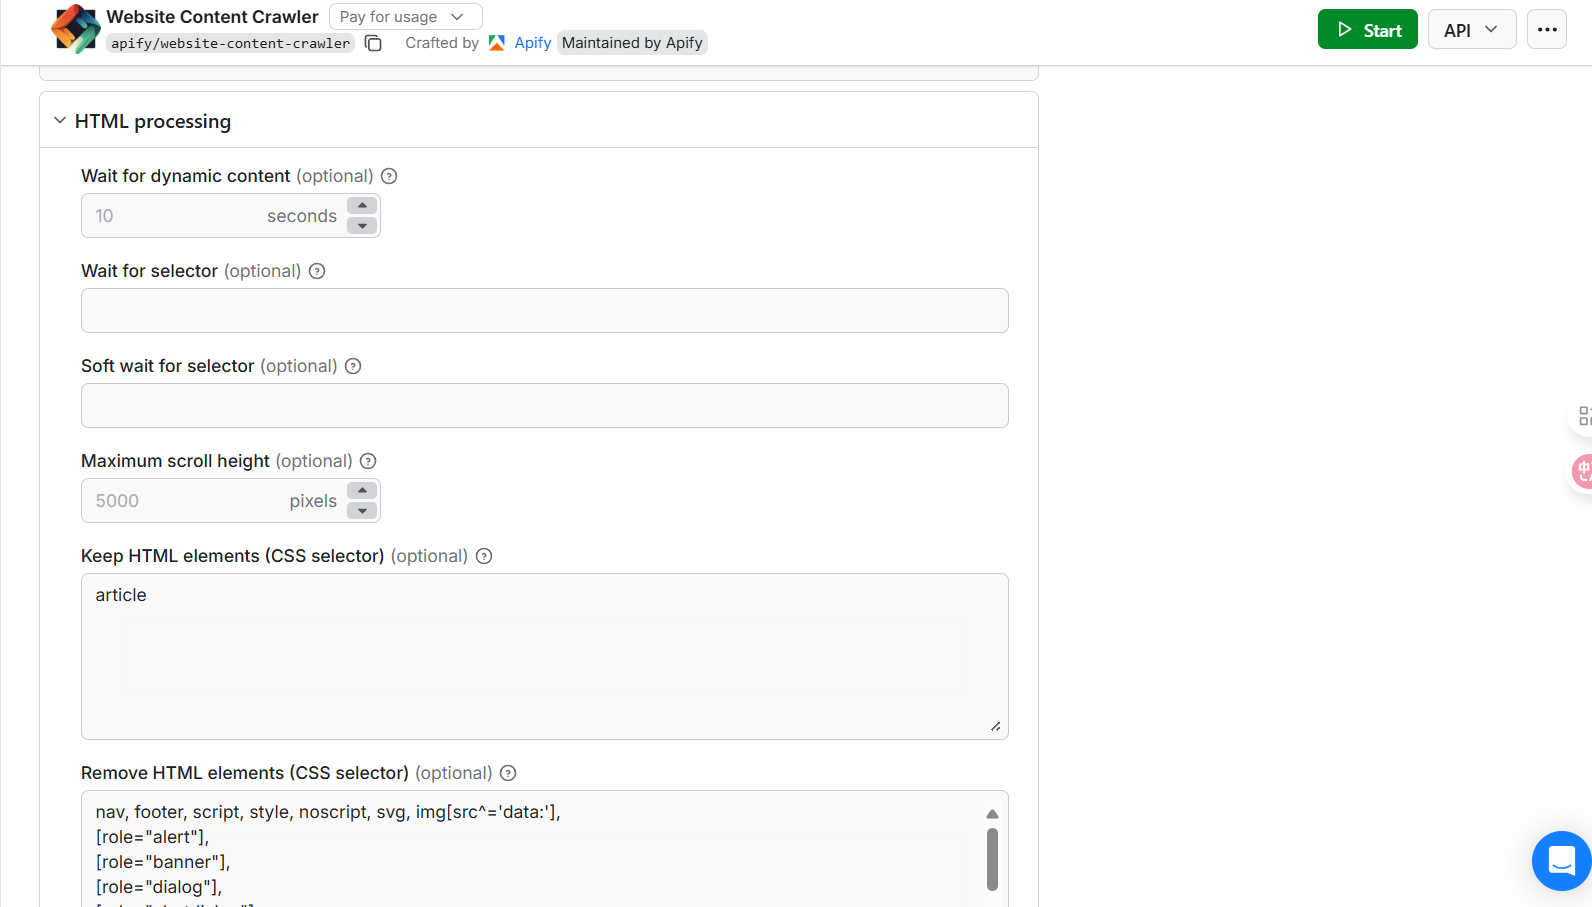 Website Content Crawler
Pay for usage
apify/website-content-crawler
Crafted by Apify Maintained by Apify
Start
API
HTML processing
Wait for dynamic content (optional)
10 seconds
Wait for selector (optional)
Soft wait for selector (optional)
Maximum scroll height (optional)
5000 pixels
Keep HTML elements (CSS selector) (optional)
article
Remove HTML elements (CSS selector) (optional)
nav, footer, script, style, noscript, svg, img[src^='data:'],
[role="alert"],
[role="banner"],
[role="dialog"],